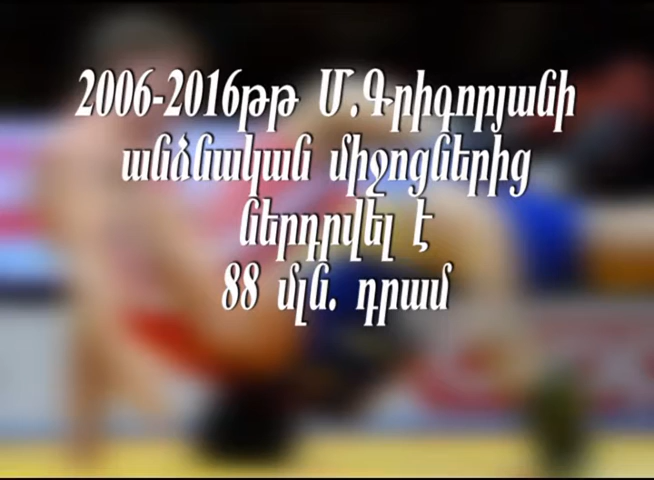 2006-2016թթ Մ.Գրիգորյանի
անձնական միջոցներից
ներդրվել է
88 մլն. դրամ